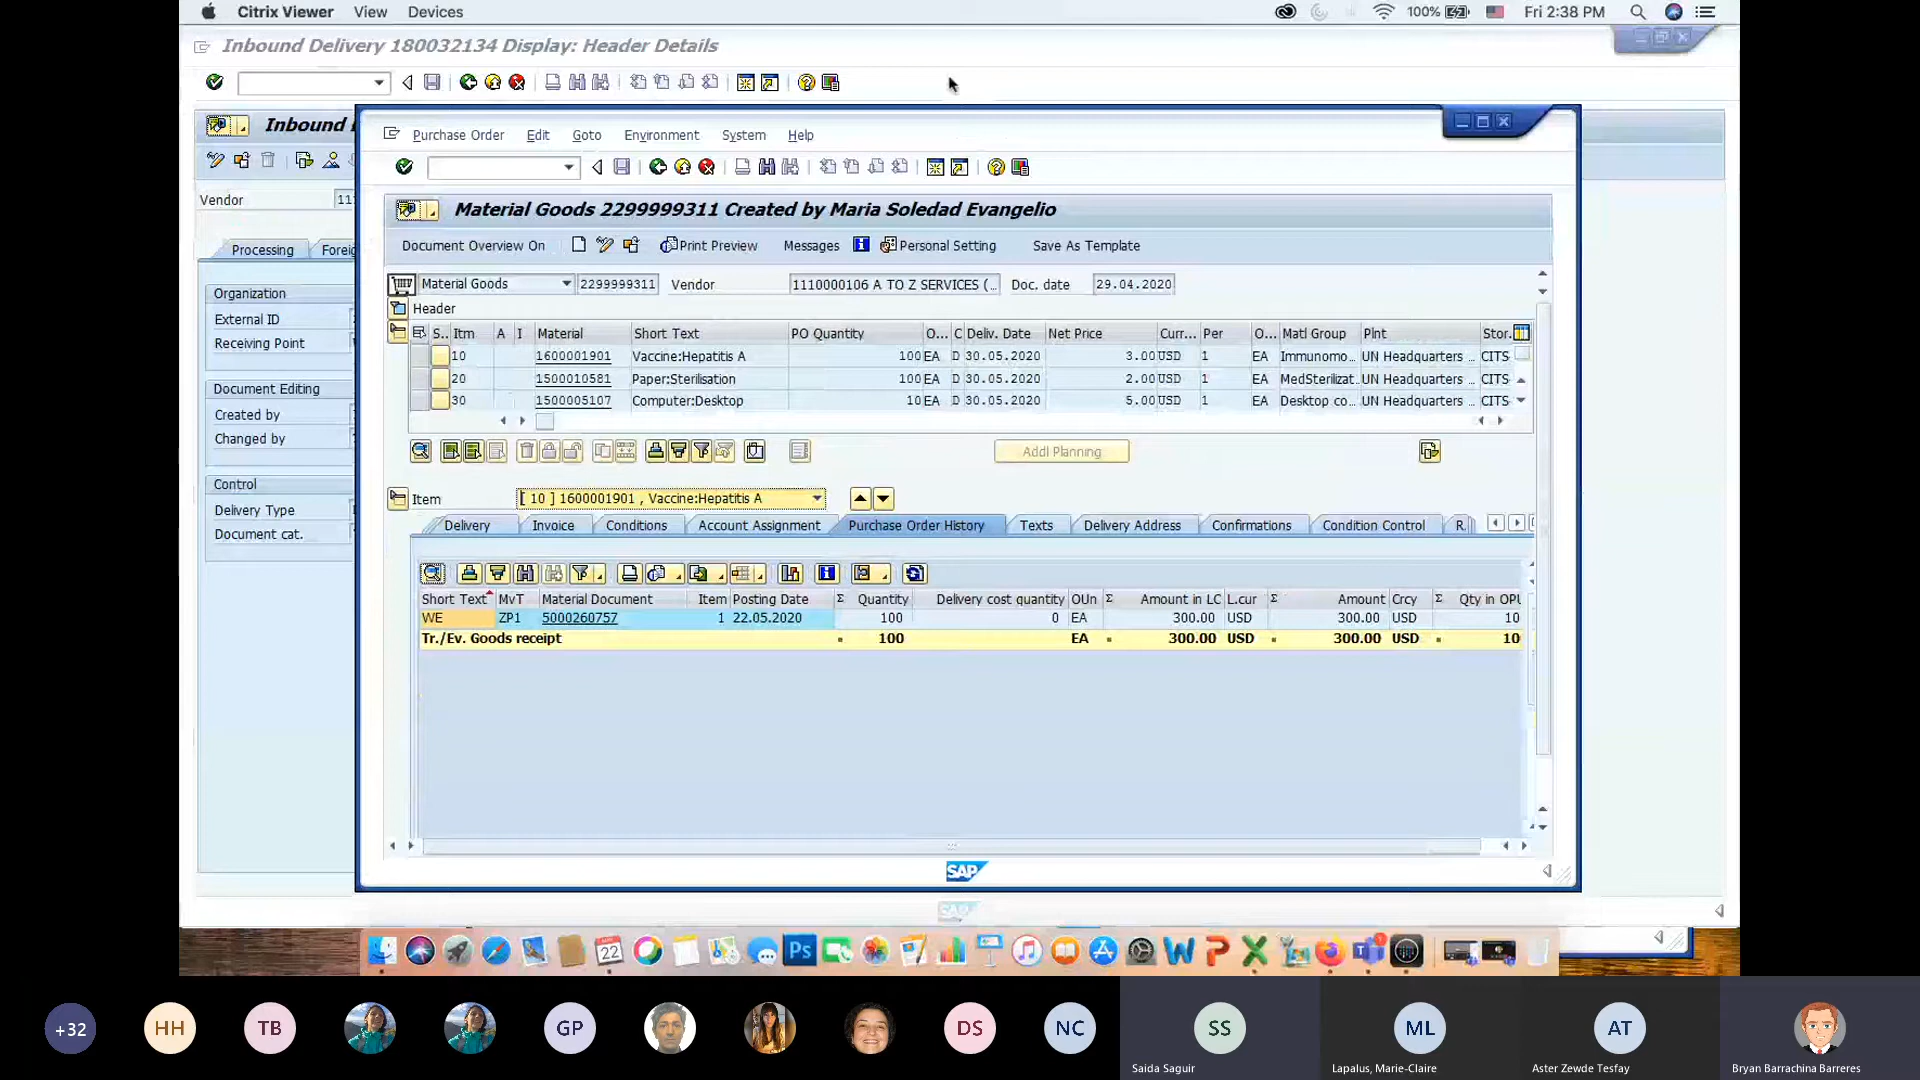 Citrix Viewer View Devices 100% Fri 2:38 PM
Inbound Delivery 180032134 Display: Header Details
Inbound
Purchase Order Edit Goto Environment System Help
Vendor 11
Material Goods 2299999311 Created by Maria Soledad Evangelio
Document Overview On Print Preview Messages Personal Setting Save As Template
Processing Foreig
Material Goods 2299999311 Vendor 1110000106 A TO Z SERVICES (... Doc. date 29.04.2020
Header
Organization
External ID
Receiving Point
Document Editing
Created by
Changed by
Control
Delivery Type
Document cat.
S.. Itm A I Material Short Text PO Quantity O... C Deliv. Date Net Price Curr... Per O... Matl Group Plnt Stor.
10 1600001901 Vaccine:Hepatitis A 100 EA D 30.05.2020 3.00 USD 1 EA Immunomo... UN Headquarters ... CITS
20 1500010581 Paper:Sterilisation 100 EA D 30.05.2020 2.00 USD 1 EA MedSterilizat.. UN Headquarters ... CITS
30 1500005107 Computer:Desktop 10 EA D 30.05.2020 5.00 USD 1 EA Desktop co... UN Headquarters ... CITS
Addl Planning
Item [ 10 ] 1600001901 , Vaccine:Hepatitis A
Delivery Invoice Conditions Account Assignment Purchase Order History Texts Delivery Address Confirmations Condition Control R
Short Text MvT Material Document Item Posting Date Σ Quantity Delivery cost quantity OUn Σ Amount in LC L.cur Σ Amount Crcy Σ Qty in OPU
WE ZP1 5000260757 1 22.05.2020 100 0 EA 300.00 USD 300.00 USD 10
Tr./Ev. Goods receipt 100 EA 300.00 USD 300.00 USD 10
SAP
SAP
22 Ps
+32 HH TB GP DS NC SS ML AT
Saida Saguir Lapalus, Marie-Claire Aster Zewde Tesfay Bryan Barrachina Barreres